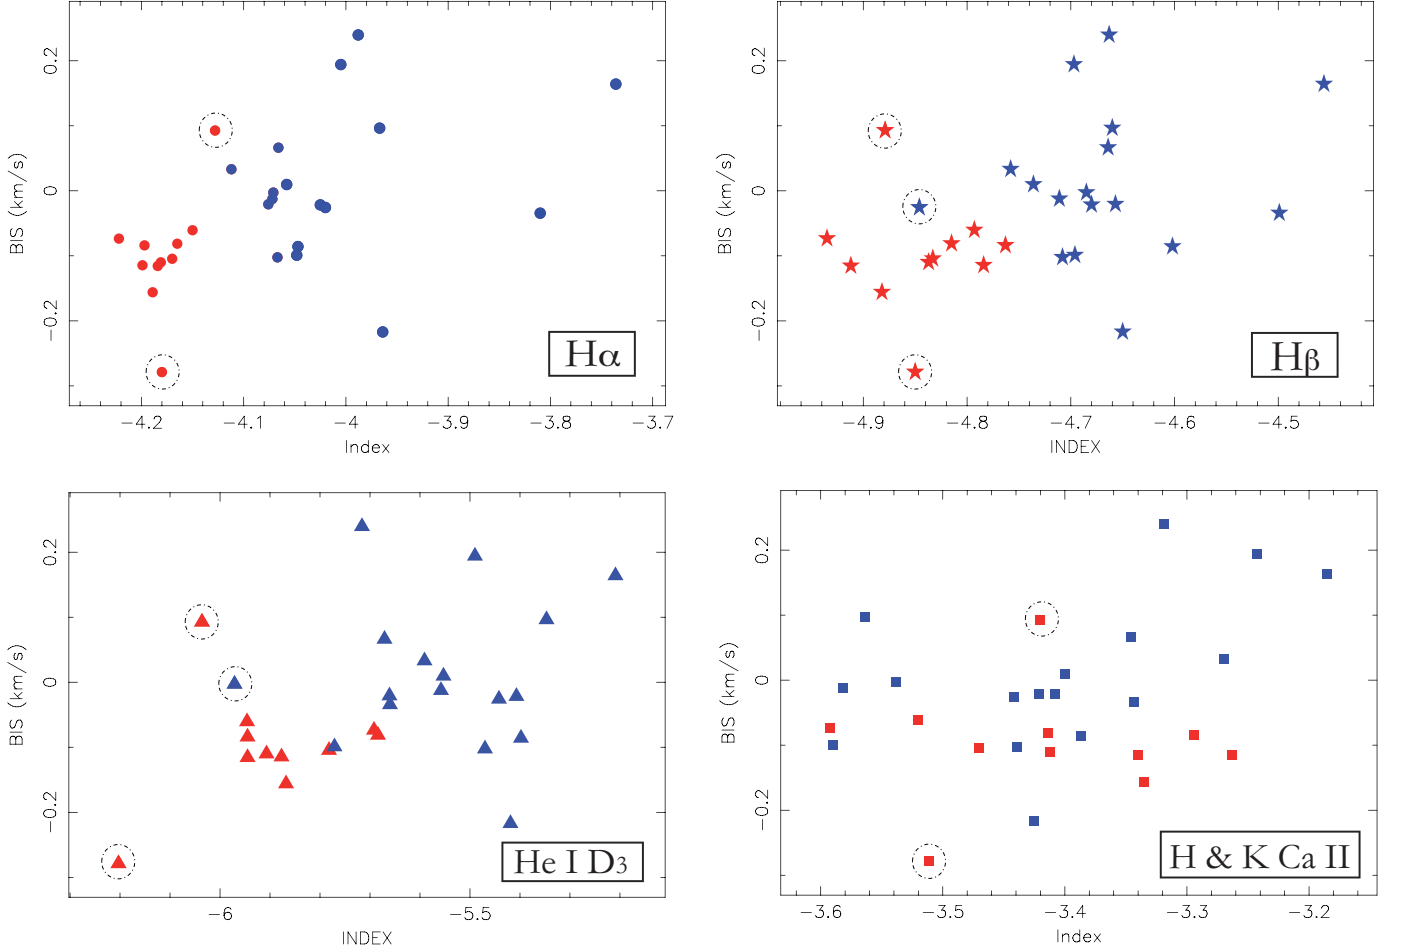 0.2
0
−0.2
BIS (km/s)
Hα
−4.2 −4.1 −4 −3.9 −3.8 −3.7
Index
0.2
0
−0.2
BIS (km/s)
Hβ
−4.9 −4.8 −4.7 −4.6 −4.5
INDEX
0.2
0
−0.2
BIS (km/s)
He I D3
−6 −5.5
INDEX
0.2
0
−0.2
BIS (km/s)
H & K Ca II
−3.6 −3.5 −3.4 −3.3 −3.2
Index